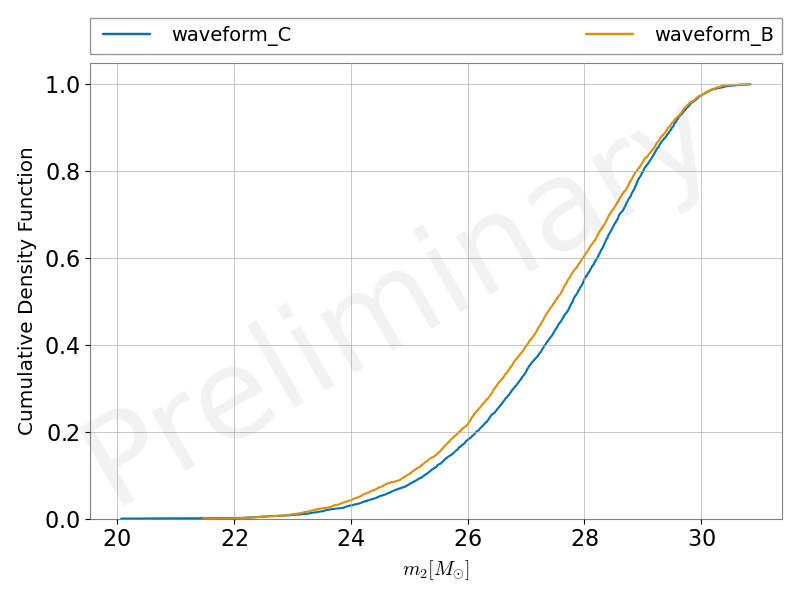 waveform_C waveform_B
1.0
0.8
0.6
0.4
0.2
0.0
Cumulative Density Function
Preliminary
20 22 24 26 28 30
m₂[M☉]